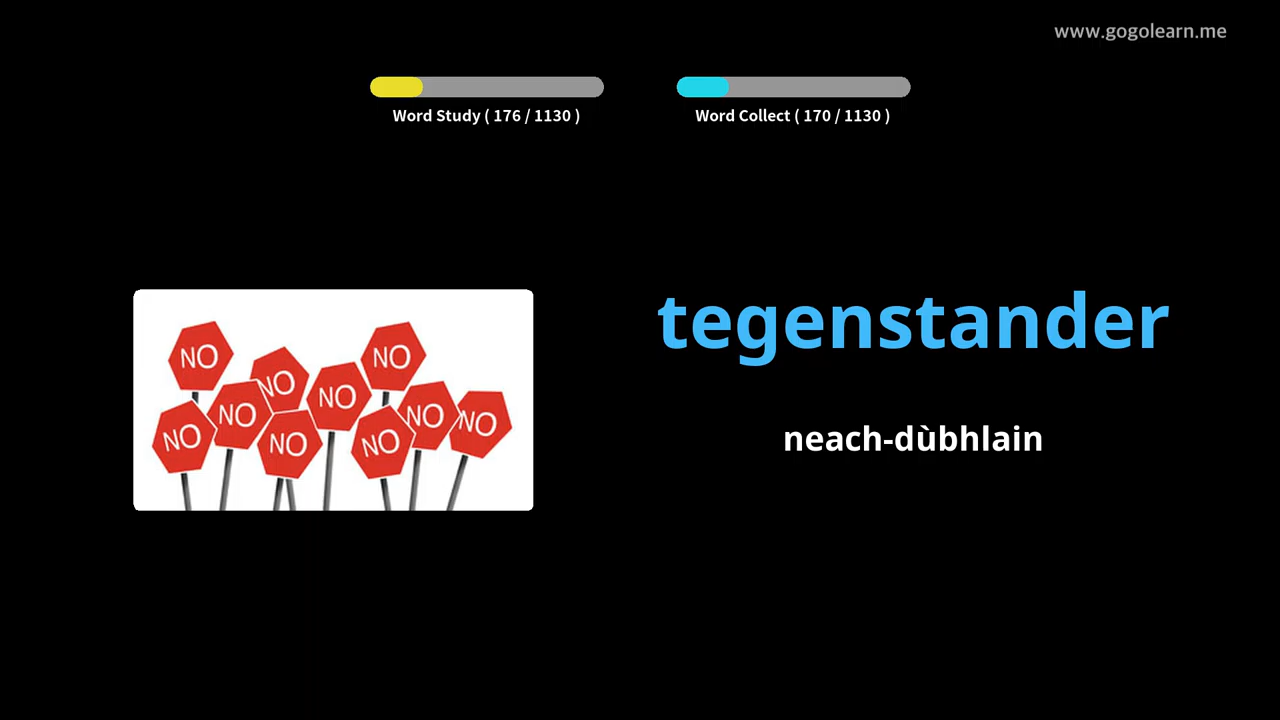 www.gogolearn.me
Word Study ( 176 / 1130 )
Word Collect ( 170 / 1130 )
tegenstander
neach-dùbhlain
NO
NO
NO
NO
NO
NO
NO
NO
NO
NO